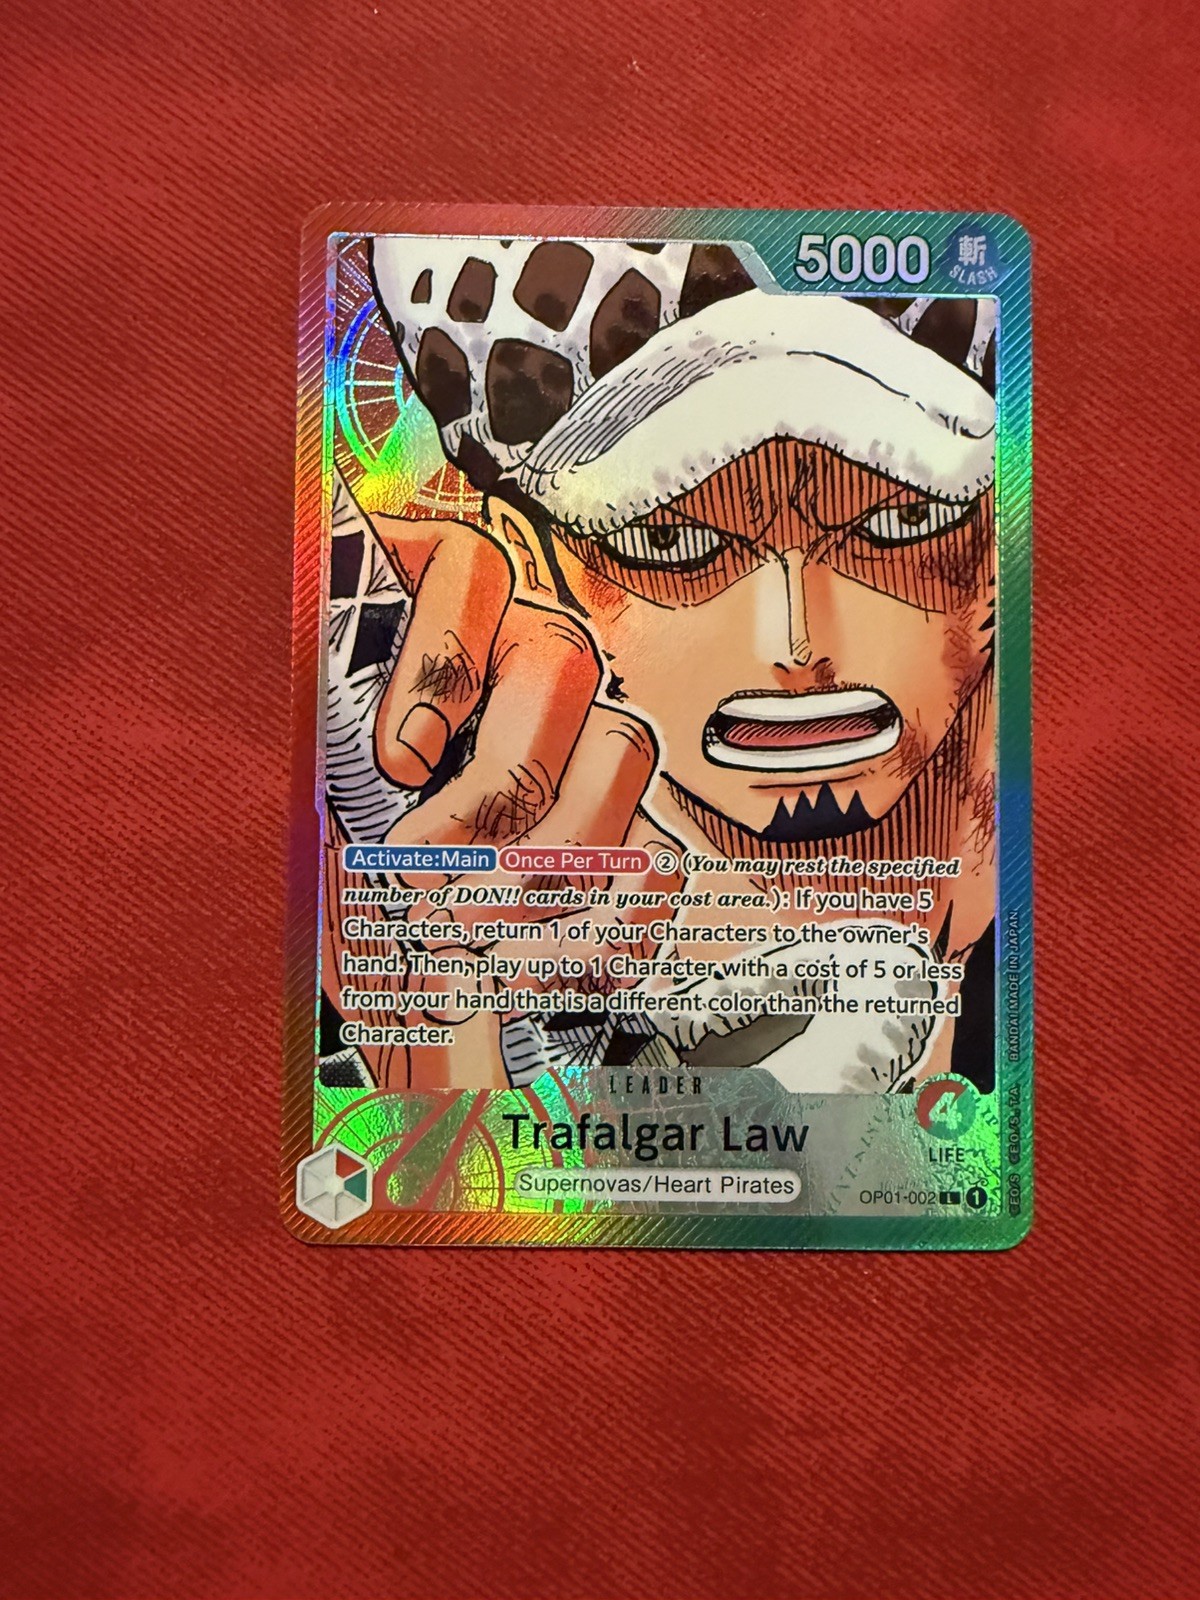 5000
斬
SLASH
Activate:Main Once Per Turn ② (You may rest the specified
number of DON!! cards in your cost area.): If you have 5
Characters, return 1 of your Characters to the owner's
hand. Then, play up to 1 Character with a cost of 5 or less
from your hand that is a different color than the returned
Character.
LEADER
Trafalgar Law
Supernovas/Heart Pirates
4
LIFE
OP01-002 L 1
©EO/S ©EO/S, T.A. BANDAI MADE IN JAPAN